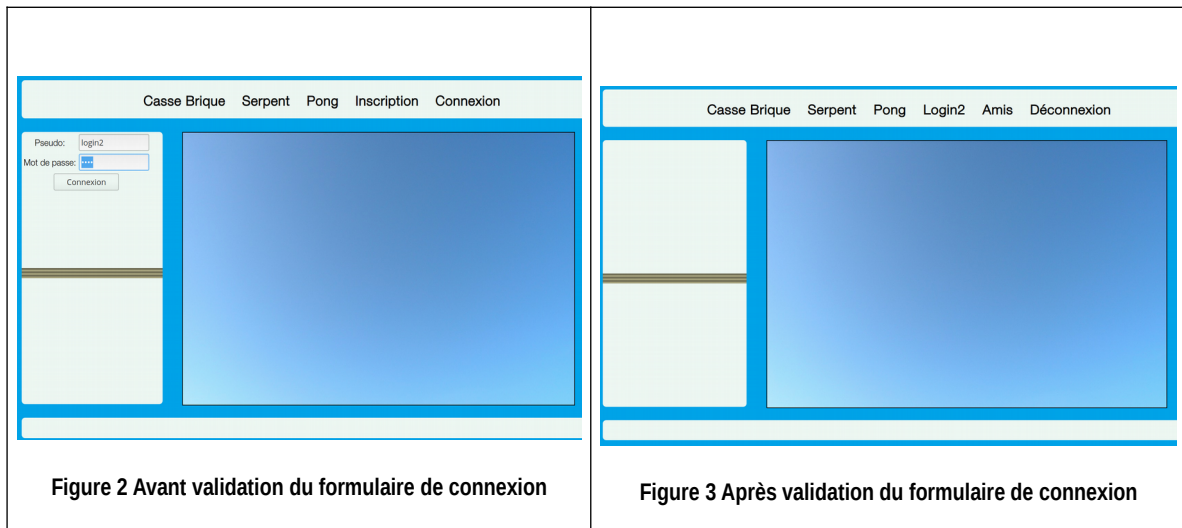 Casse Brique Serpent Pong Inscription Connexion
Pseudo: login2
Mot de passe: ••••
Connexion
Figure 2 Avant validation du formulaire de connexion
Casse Brique Serpent Pong Login2 Amis Déconnexion
Figure 3 Après validation du formulaire de connexion